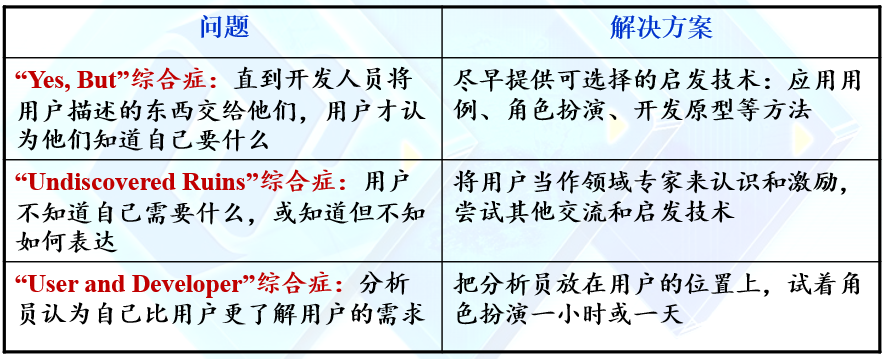 问题
解决方案
“Yes, But”综合症：直到开发人员将
用户描述的东西交给他们，用户才认
为他们知道自己要什么
尽早提供可选择的启发技术：应用用
例、角色扮演、开发原型等方法
“Undiscovered Ruins”综合症：用户
不知道自己需要什么，或知道但不知
如何表达
将用户当作领域专家来认识和激励，
尝试其他交流和启发技术
“User and Developer”综合症：分析
员认为自己比用户更了解用户的需求
把分析员放在用户的位置上，试着角
色扮演一小时或一天